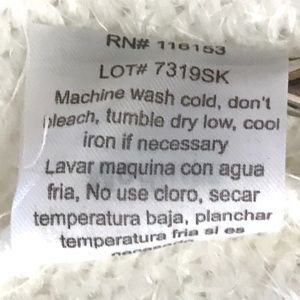 RN# 116153
LOT# 7319SK
Machine wash cold, don't
bleach, tumble dry low, cool
iron if necessary
Lavar maquina con agua
fria, No use cloro, secar
temperatura baja, planchar
temperatura fria si es